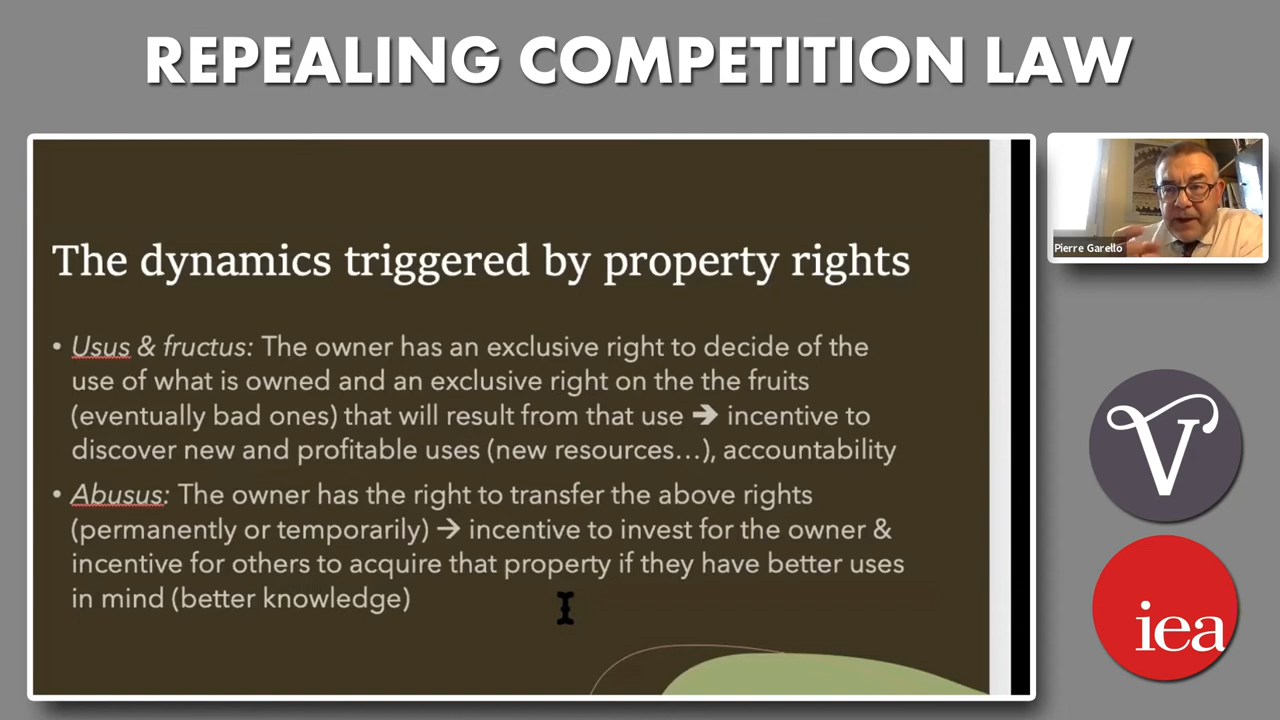 REPEALING COMPETITION LAW
The dynamics triggered by property rights
• Usus & fructus: The owner has an exclusive right to decide of the
use of what is owned and an exclusive right on the the fruits
(eventually bad ones) that will result from that use ➔ incentive to
discover new and profitable uses (new resources…), accountability
• Abusus: The owner has the right to transfer the above rights
(permanently or temporarily) → incentive to invest for the owner &
incentive for others to acquire that property if they have better uses
in mind (better knowledge)
Pierre Garello
V
iea